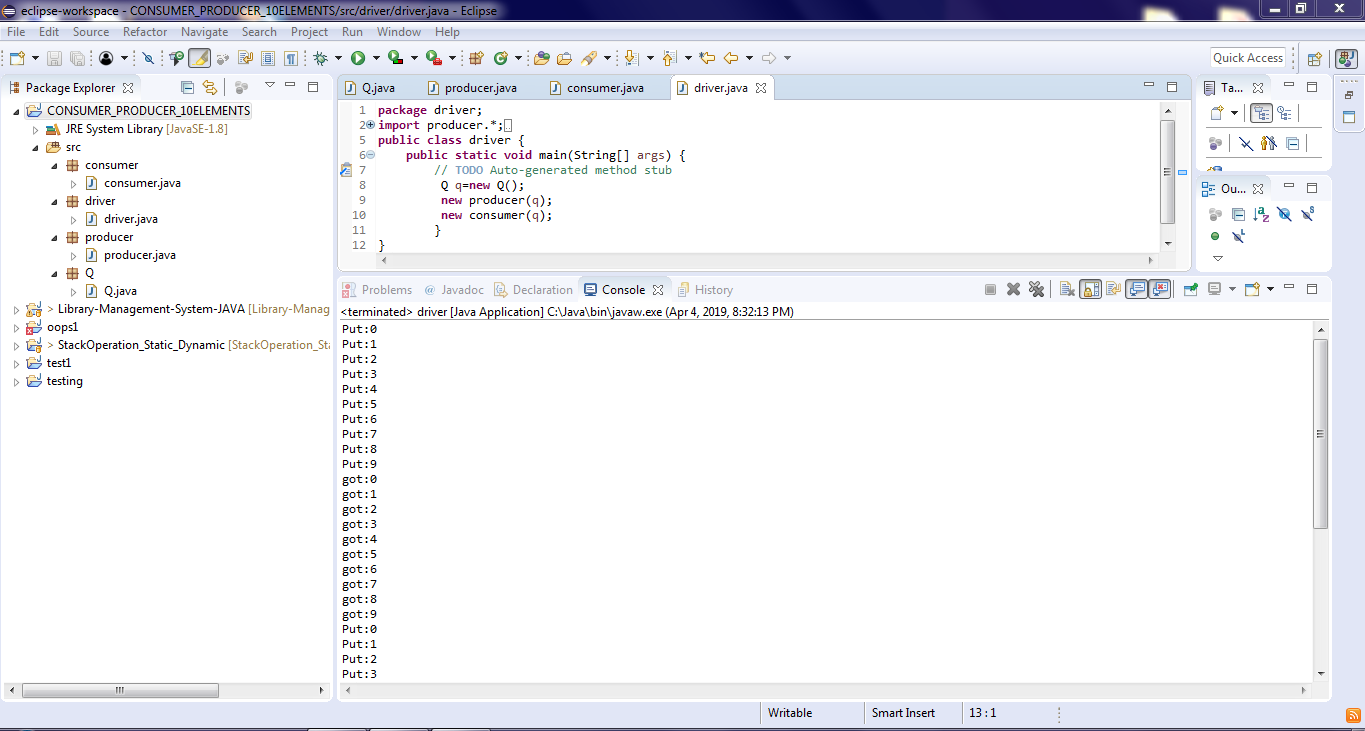 eclipse-workspace - CONSUMER_PRODUCER_10ELEMENTS/src/driver/driver.java - Eclipse
File Edit Source Refactor Navigate Search Project Run Window Help
Quick Access
Package Explorer
CONSUMER_PRODUCER_10ELEMENTS
JRE System Library [JavaSE-1.8]
src
consumer
consumer.java
driver
driver.java
producer
producer.java
Q
Q.java
> Library-Management-System-JAVA [Library-Manag
oops1
> StackOperation_Static_Dynamic [StackOperation_Sta
test1
testing
Q.java producer.java consumer.java driver.java
1 package driver;
2 import producer.*;
5 public class driver {
6 public static void main(String[] args) {
7 // TODO Auto-generated method stub
8 Q q=new Q();
9 new producer(q);
10 new consumer(q);
11 }
12 }
Ta...
Ou...
Problems @ Javadoc Declaration Console History
<terminated> driver [Java Application] C:\Java\bin\javaw.exe (Apr 4, 2019, 8:32:13 PM)
Put:0
Put:1
Put:2
Put:3
Put:4
Put:5
Put:6
Put:7
Put:8
Put:9
got:0
got:1
got:2
got:3
got:4
got:5
got:6
got:7
got:8
got:9
Put:0
Put:1
Put:2
Put:3
Writable Smart Insert 13 : 1